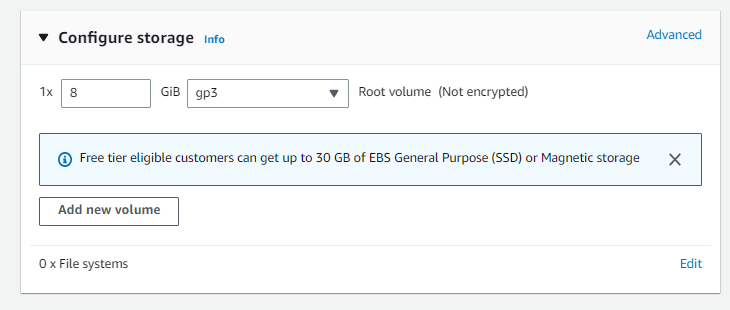 Configure storage Info Advanced
1x 8 GiB gp3 Root volume (Not encrypted)
Free tier eligible customers can get up to 30 GB of EBS General Purpose (SSD) or Magnetic storage
Add new volume
0 x File systems Edit